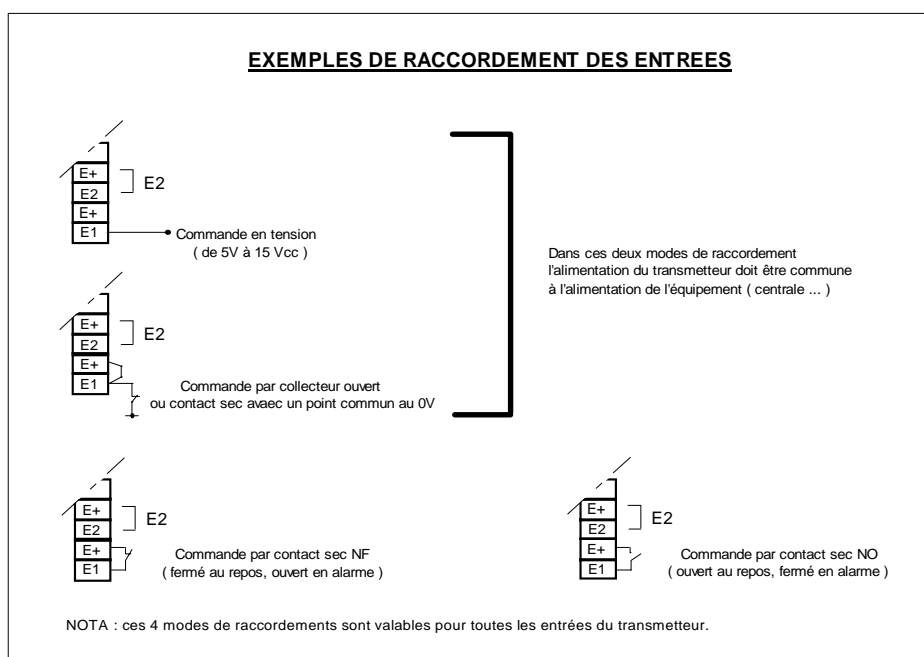 EXEMPLES DE RACCORDEMENT DES ENTREES
E+
E2
E+
E1
E2
Commande en tension
( de 5V à 15 Vcc )
Dans ces deux modes de raccordement
l'alimentation du transmetteur doit être commune
à l'alimentation de l'équipement ( centrale ... )
E+
E2
E+
E1
E2
Commande par collecteur ouvert
ou contact sec avaec un point commun au 0V
E+
E2
E+
E1
E2
Commande par contact sec NF
( fermé au repos, ouvert en alarme )
E+
E2
E+
E1
E2
Commande par contact sec NO
( ouvert au repos, fermé en alarme )
NOTA : ces 4 modes de raccordements sont valables pour toutes les entrées du transmetteur.